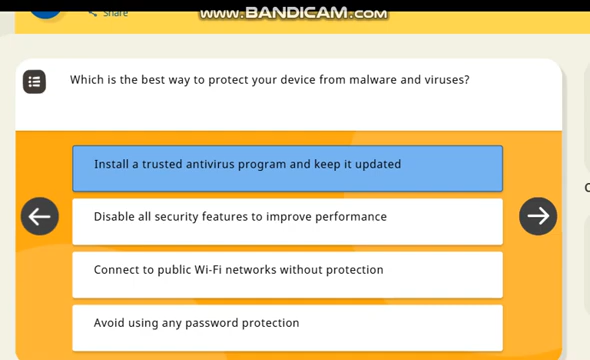 Share
WWW.BANDICAM.COM
Which is the best way to protect your device from malware and viruses?
Install a trusted antivirus program and keep it updated
Disable all security features to improve performance
Connect to public Wi-Fi networks without protection
Avoid using any password protection